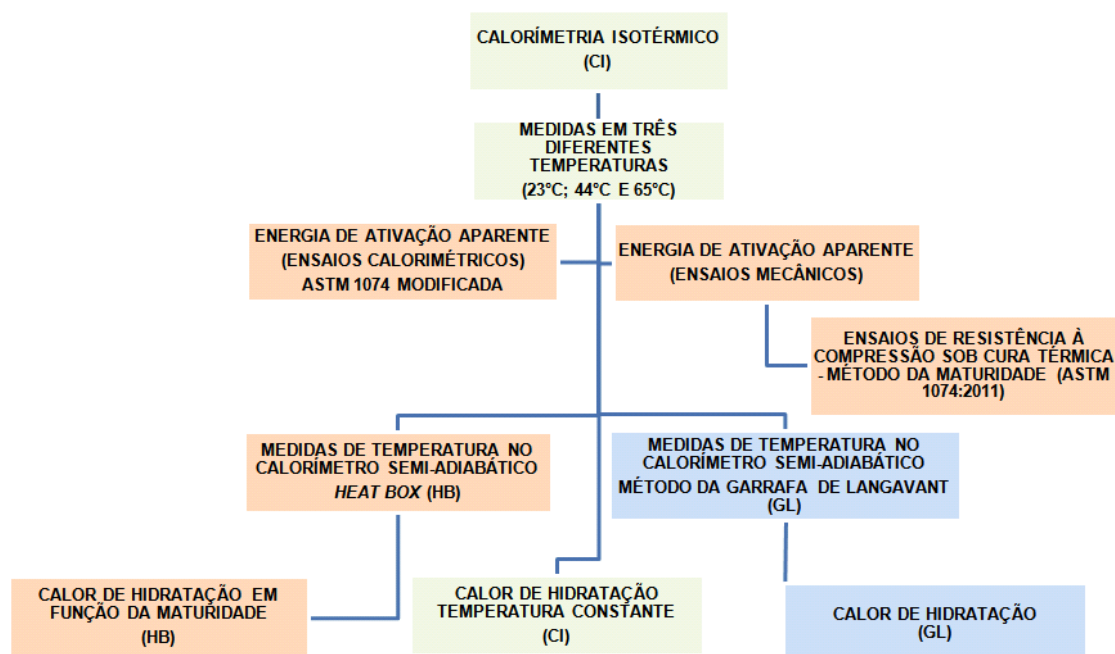 CALORÍMETRIA ISOTÉRMICO
(CI)
MEDIDAS EM TRÊS
DIFERENTES
TEMPERATURAS
(23°C; 44°C E 65°C)
ENERGIA DE ATIVAÇÃO APARENTE
(ENSAIOS CALORIMÉTRICOS)
ASTM 1074 MODIFICADA
ENERGIA DE ATIVAÇÃO APARENTE
(ENSAIOS MECÂNICOS)
ENSAIOS DE RESISTÊNCIA À
COMPRESSÃO SOB CURA TÉRMICA
- MÉTODO DA MATURIDADE (ASTM
1074:2011)
MEDIDAS DE TEMPERATURA NO
CALORÍMETRO SEMI-ADIABÁTICO
HEAT BOX (HB)
MEDIDAS DE TEMPERATURA NO
CALORÍMETRO SEMI-ADIABÁTICO
MÉTODO DA GARRAFA DE LANGAVANT
(GL)
CALOR DE HIDRATAÇÃO EM
FUNÇÃO DA MATURIDADE
(HB)
CALOR DE HIDRATAÇÃO
TEMPERATURA CONSTANTE
(CI)
CALOR DE HIDRATAÇÃO
(GL)